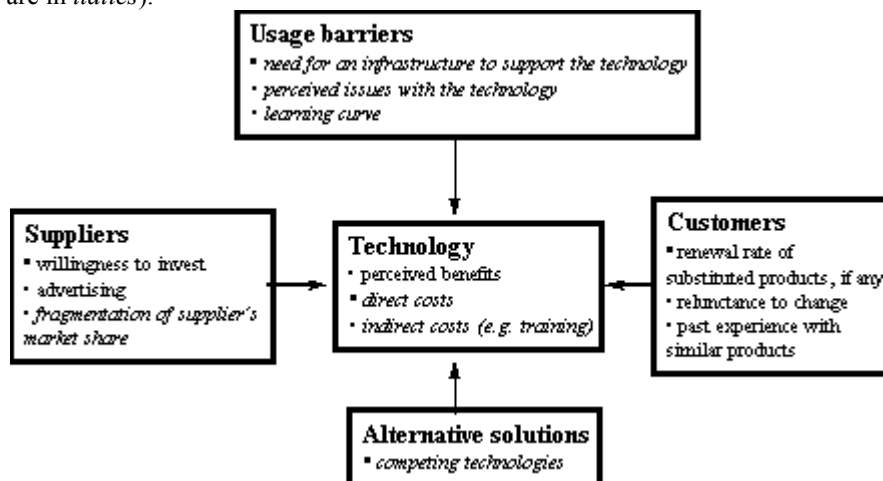 are in italics).
Usage barriers
▪ need for an infrastructure to support the technology
• perceived issues with the technology
• learning curve
Suppliers
▪ willingness to invest
• advertising
• fragmentation of supplier's
market share
Technology
• perceived benefits
▪ direct costs
• indirect costs (e.g. training)
Customers
▪ renewal rate of
substituted products, if any
• relunctance to change
• past experience with
similar products
Alternative solutions
▪ competing technologies